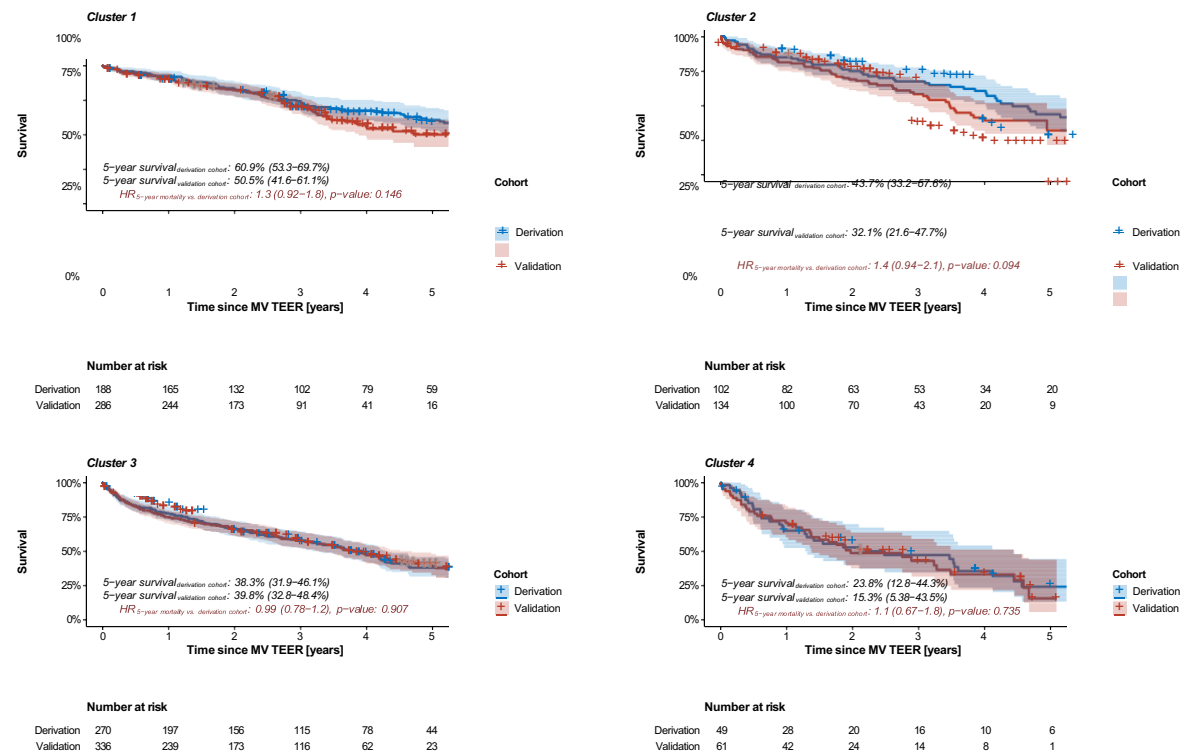 Cluster 1
100%
75%
50%
25%
0%
Survival
5−year survival derivation cohort: 60.9% (53.3−69.7%)
5−year survival validation cohort: 50.5% (41.6−61.1%)
HR 5−year mortality vs. derivation cohort: 1.3 (0.92−1.8), p−value: 0.146
Cohort
Derivation
Validation
0 1 2 3 4 5
Time since MV TEER [years]
Number at risk
Derivation 188 165 132 102 79 59
Validation 286 244 173 91 41 16
Cluster 2
100%
75%
50%
25%
0%
Survival
5−year survival derivation cohort: 43.7% (33.2−57.6%)
5−year survival validation cohort: 32.1% (21.6−47.7%)
HR 5−year mortality vs. derivation cohort: 1.4 (0.94−2.1), p−value: 0.094
Cohort
Derivation
Validation
0 1 2 3 4 5
Time since MV TEER [years]
Number at risk
Derivation 102 82 63 53 34 20
Validation 134 100 70 43 20 9
Cluster 3
100%
75%
50%
25%
0%
Survival
5−year survival derivation cohort: 38.3% (31.9−46.1%)
5−year survival validation cohort: 39.8% (32.8−48.4%)
HR 5−year mortality vs. derivation cohort: 0.99 (0.78−1.2), p−value: 0.907
Cohort
Derivation
Validation
0 1 2 3 4 5
Time since MV TEER [years]
Number at risk
Derivation 270 197 156 115 78 44
Validation 336 239 173 116 62 23
Cluster 4
100%
75%
50%
25%
0%
Survival
5−year survival derivation cohort: 23.8% (12.8−44.3%)
5−year survival validation cohort: 15.3% (5.38−43.5%)
HR 5−year mortality vs. derivation cohort: 1.1 (0.67−1.8), p−value: 0.735
Cohort
Derivation
Validation
0 1 2 3 4 5
Time since MV TEER [years]
Number at risk
Derivation 49 28 20 16 10 6
Validation 61 42 24 14 8 1